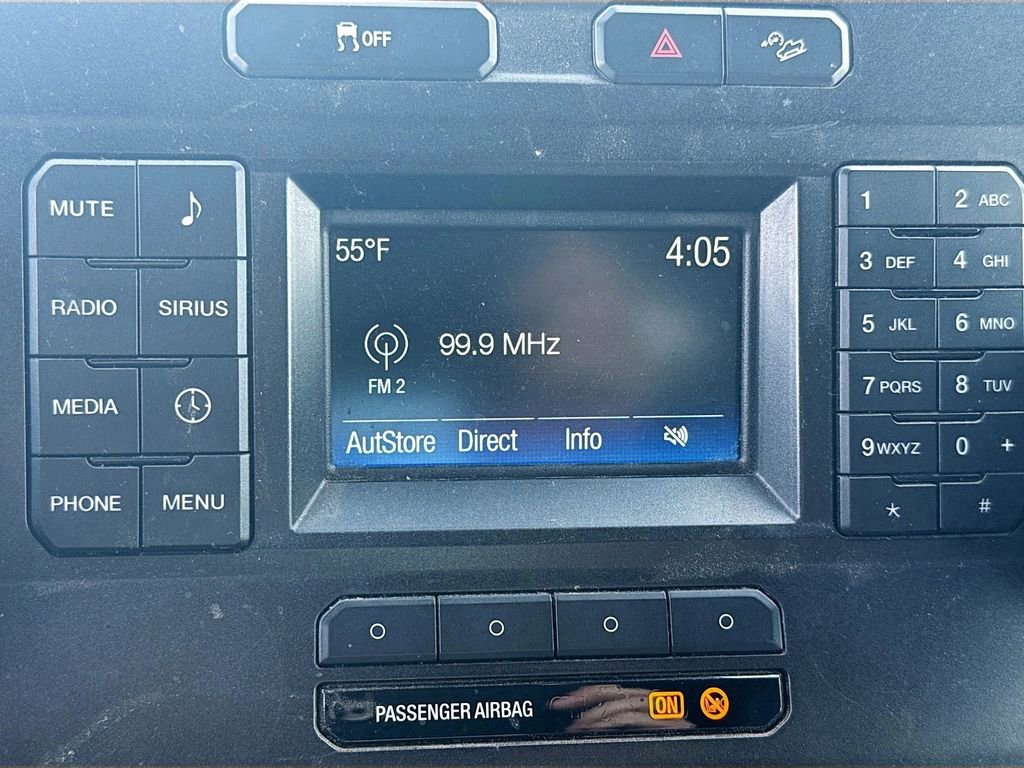 OFF
MUTE
RADIO SIRIUS
MEDIA
PHONE MENU
55°F 4:05
99.9 MHz
FM 2
AutStore Direct Info
1 2 ABC
3 DEF 4 GHI
5 JKL 6 MNO
7 PQRS 8 TUV
9 WXYZ 0 +
* #
PASSENGER AIRBAG ON